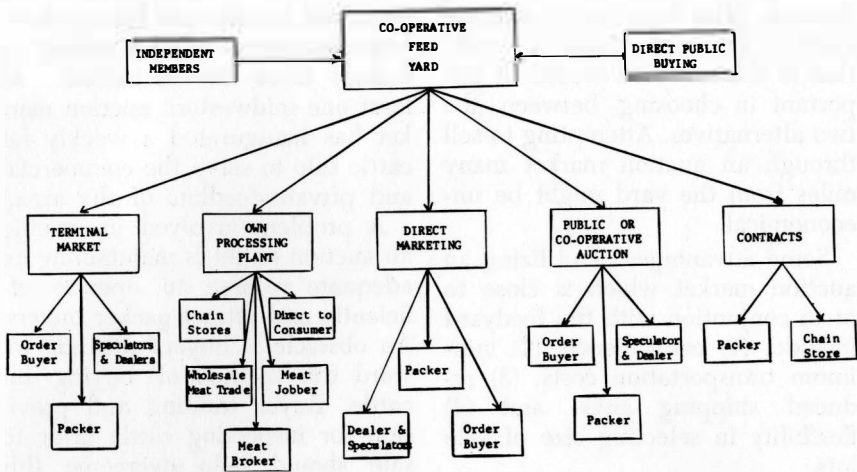 CO-OPERATIVE
FEED
YARD
INDEPENDENT
MEMBERS
DIRECT PUBLIC
BUYING
TERMINAL
MARKET
OWN
PROCESSING
PLANT
DIRECT
MARKETING
PUBLIC OR
CO-OPERATIVE
AUCTION
CONTRACTS
Order
Buyer
Speculators
& Dealers
Packer
Chain
Stores
Direct to
Consumer
Wholesale
Meat Trade
Meat
Jobber
Meat
Broker
Packer
Dealer &
Speculator
Order
Buyer
Order
Buyer
Speculator
& Dealer
Packer
Packer
Chain
Store